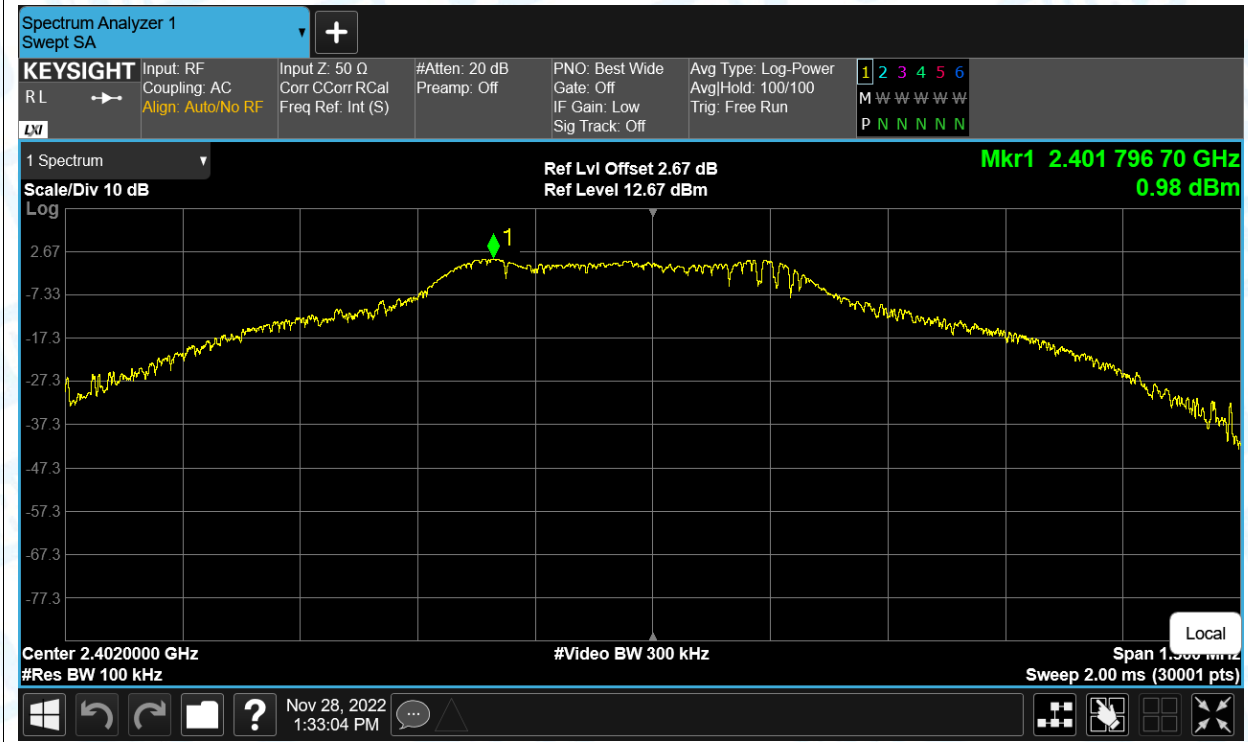 Spectrum Analyzer 1
Swept SA
KEYSIGHT
R L
LXI
Input: RF
Coupling: AC
Align: Auto/No RF
Input Z: 50 Ω
Corr CCorr RCal
Freq Ref: Int (S)
#Atten: 20 dB
Preamp: Off
PNO: Best Wide
Gate: Off
IF Gain: Low
Sig Track: Off
Avg Type: Log-Power
Avg|Hold: 100/100
Trig: Free Run
1 2 3 4 5 6
M W W W W W
P N N N N N N
1 Spectrum
Scale/Div 10 dB
Log
Ref Lvl Offset 2.67 dB
Ref Level 12.67 dBm
Mkr1 2.401 796 70 GHz
0.98 dBm
1
2.67
-7.33
-17.3
-27.3
-37.3
-47.3
-57.3
-67.3
-77.3
Local
Center 2.4020000 GHz
#Video BW 300 kHz
Span
#Res BW 100 kHz
Sweep 2.00 ms (30001 pts)
?
Nov 28, 2022
1:33:04 PM